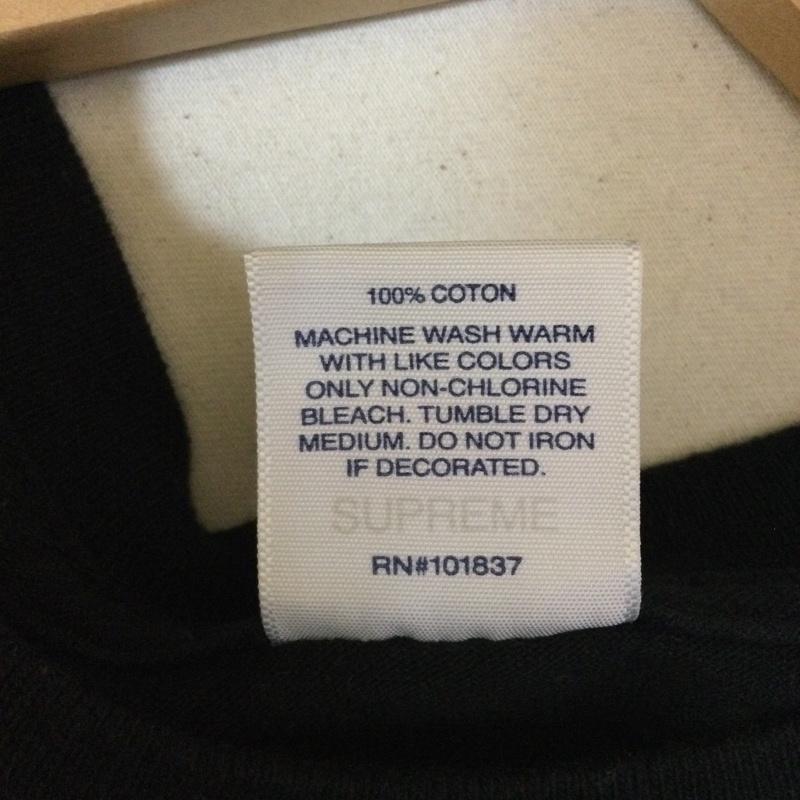 100% COTON
MACHINE WASH WARM
WITH LIKE COLORS
ONLY NON-CHLORINE
BLEACH. TUMBLE DRY
MEDIUM. DO NOT IRON
IF DECORATED.
SUPREME
RN#101837